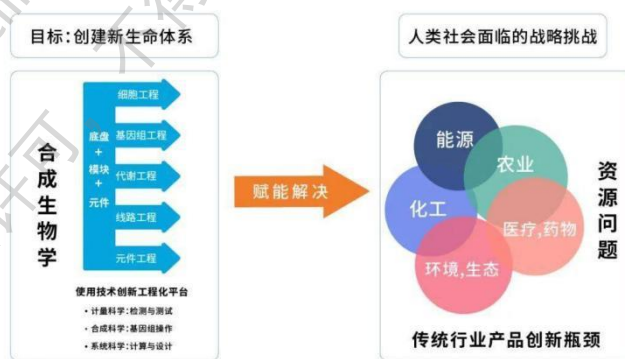 目标:创建新生命体系
合成生物学
底盘
+
模块
+
元件
细胞工程
基因组工程
代谢工程
线路工程
元件工程
使用技术创新工程化平台
• 计量科学:检测与测试
• 合成科学:基因组操作
• 系统科学:计算与设计
赋能解决
人类社会面临的战略挑战
能源
农业
化工
医疗,药物
环境,生态
资源问题
传统行业产品创新瓶颈
许可,不得